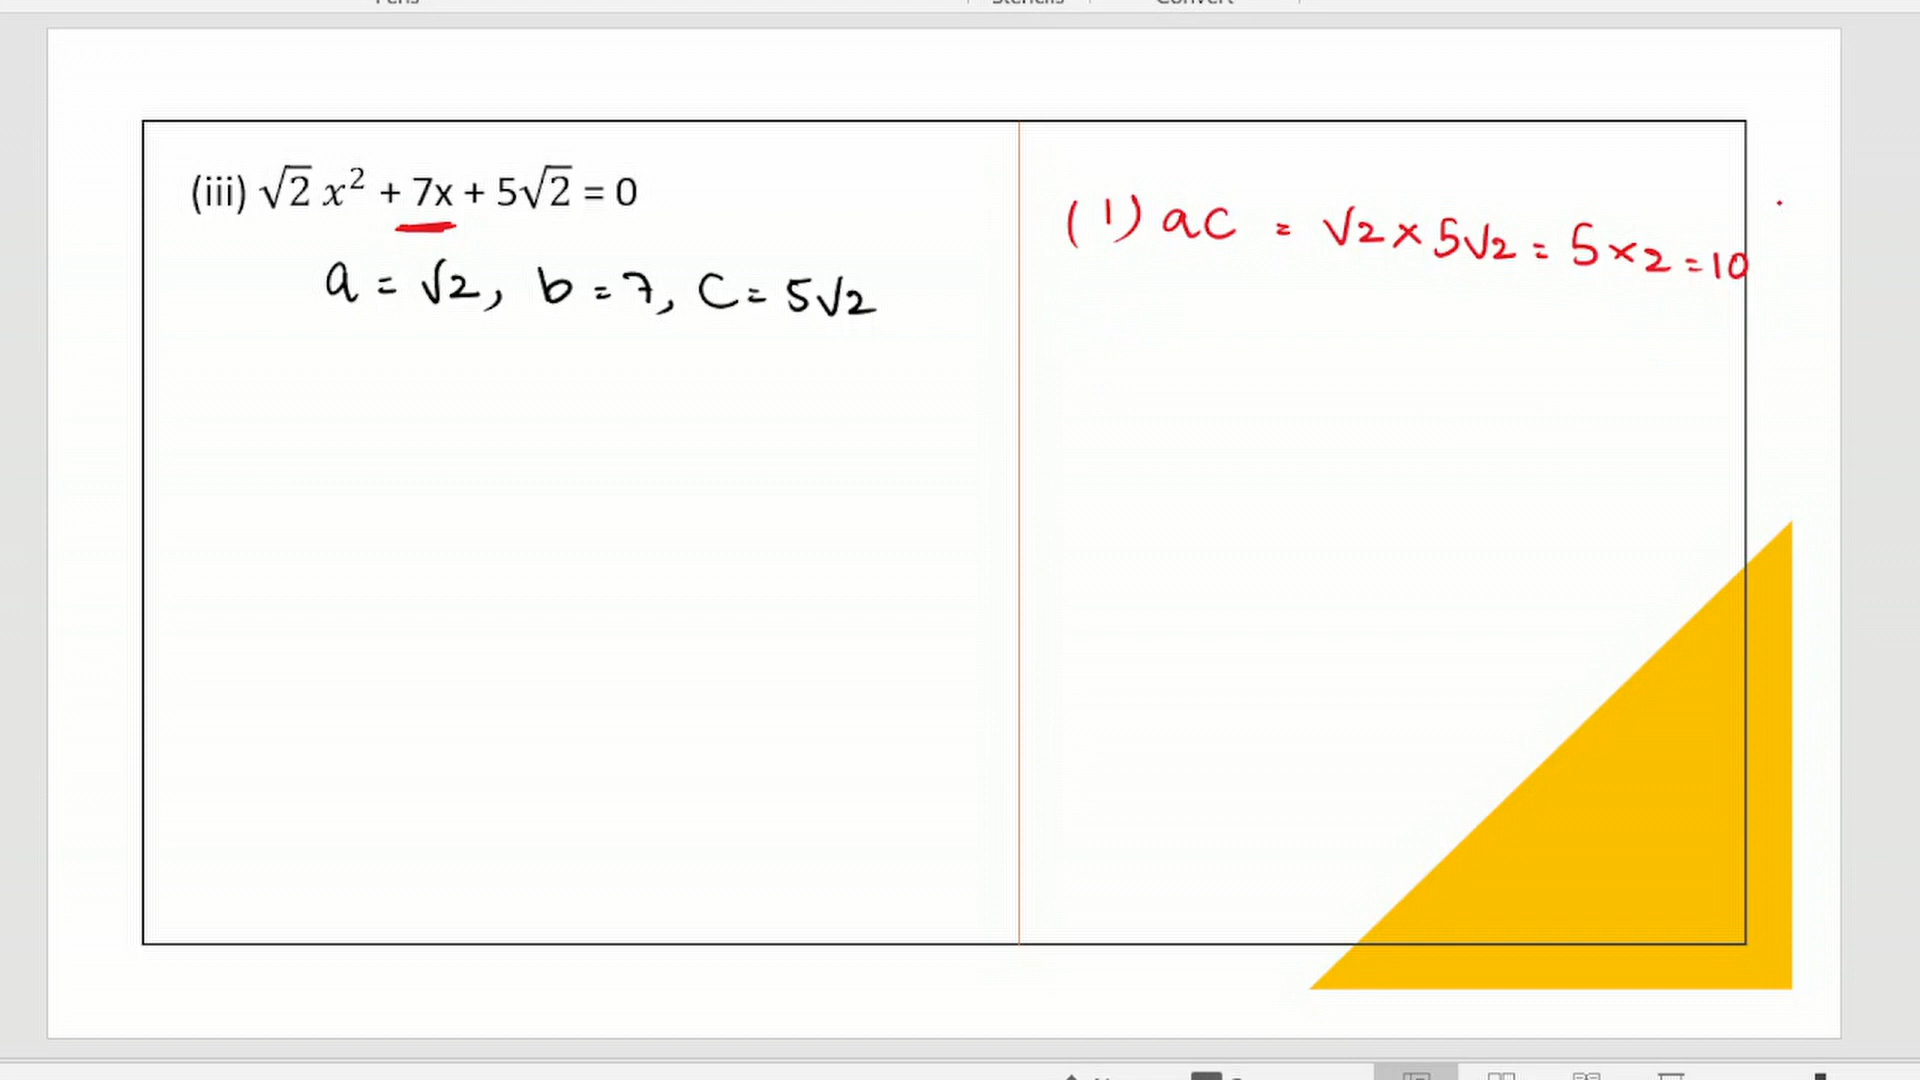 (iii) √2 x² + 7x + 5√2 = 0
a = √2, b = 7, c = 5√2
(1) ac = √2 × 5√2 = 5 × 2 = 10